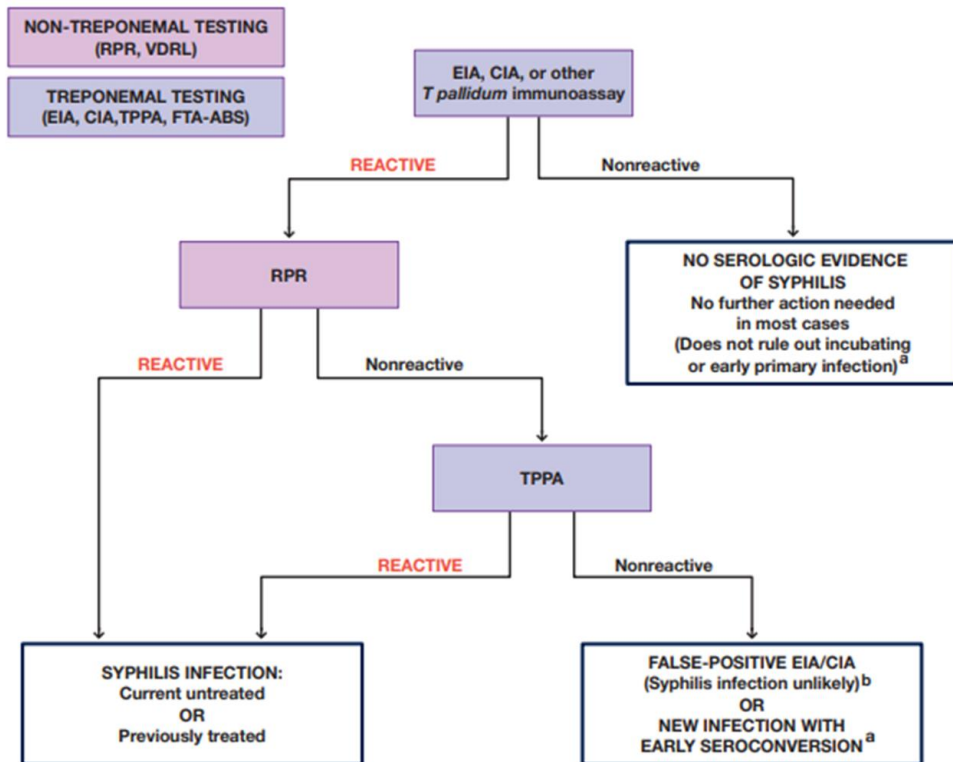 NON-TREPONEMAL TESTING
(RPR, VDRL)
TREPONEMAL TESTING
(EIA, CIA,TPPA, FTA-ABS)
EIA, CIA, or other
T pallidum immunoassay
REACTIVE
Nonreactive
RPR
NO SEROLOGIC EVIDENCE
OF SYPHILIS
No further action needed
in most cases
(Does not rule out incubating
or early primary infection)a
REACTIVE
Nonreactive
TPPA
REACTIVE
Nonreactive
SYPHILIS INFECTION:
Current untreated
OR
Previously treated
FALSE-POSITIVE EIA/CIA
(Syphilis infection unlikely)b
OR
NEW INFECTION WITH
EARLY SEROCONVERSIONa